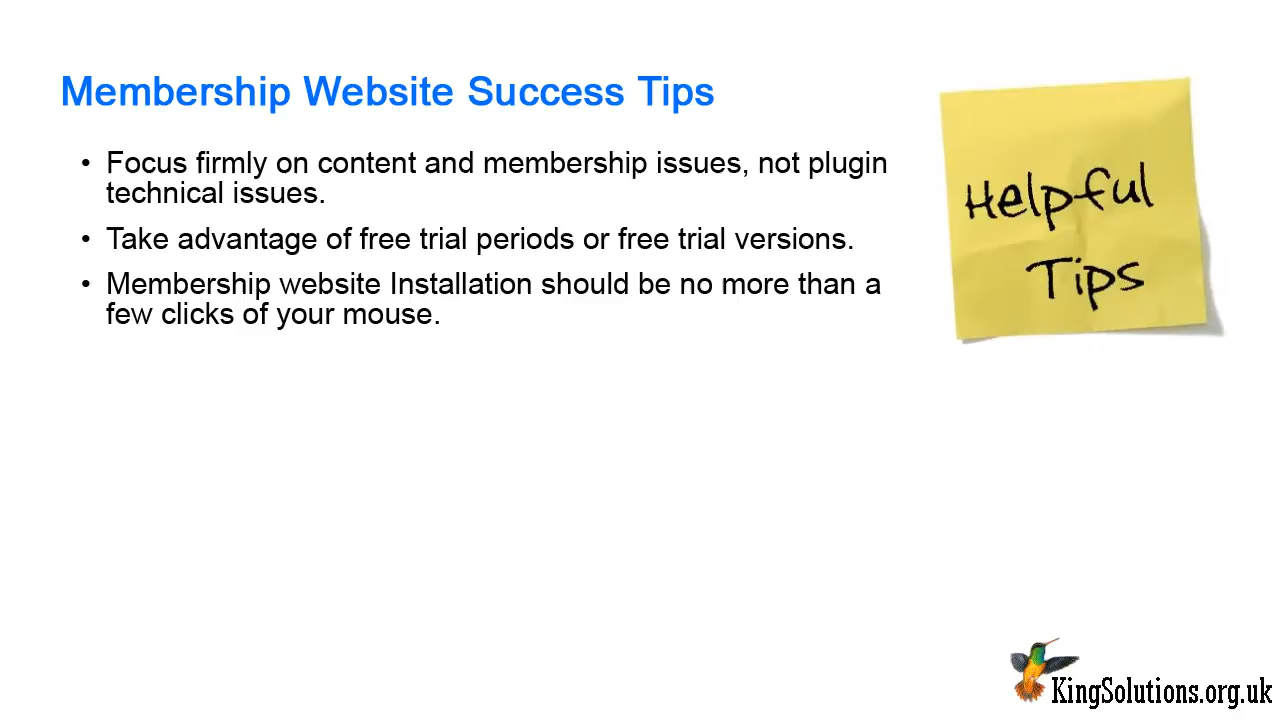 Membership Website Success Tips
• Focus firmly on content and membership issues, not plugin
technical issues.
• Take advantage of free trial periods or free trial versions.
• Membership website Installation should be no more than a
few clicks of your mouse.
Helpful
Tips
KingSolutions.org.uk